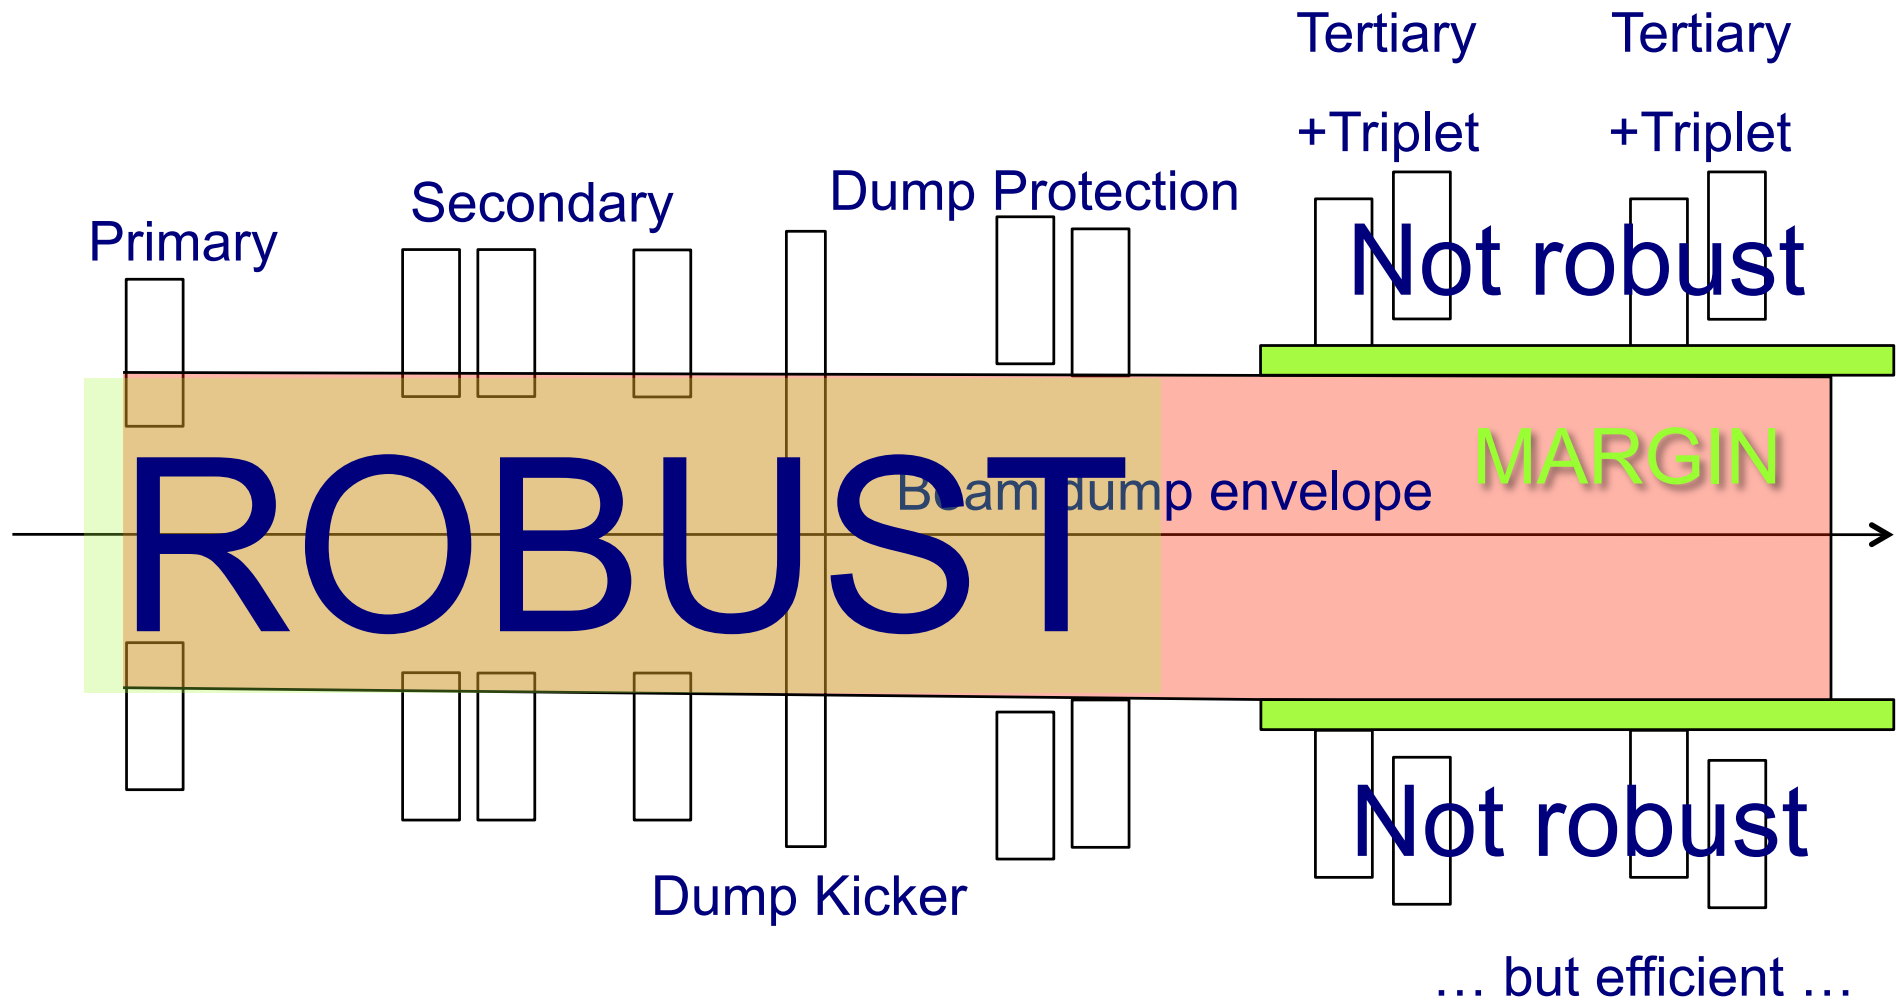 Tertiary
Tertiary
+Triplet
+Triplet
Dump Protection
Secondary
Primary
Not robust
MARGIN
ROBUST
Beam dump envelope
Not robust
Dump Kicker
… but efficient …